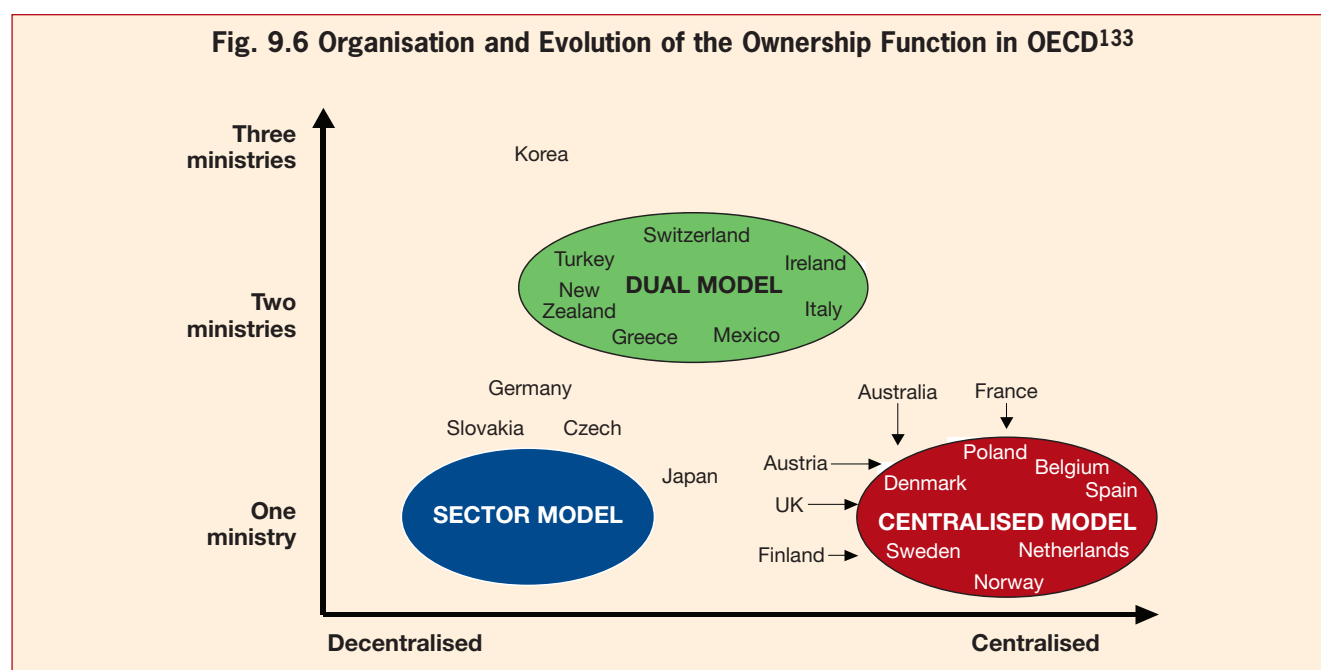 Fig. 9.6 Organisation and Evolution of the Ownership Function in OECD133
Three
ministries
Korea
Switzerland
Turkey
Ireland
DUAL MODEL
New
Zealand
Italy
Two
ministries
Greece
Mexico
Germany
Australia
France
Slovakia
Czech
Poland
Austria
Belgium
Japan
Denmark
Spain
UK
One
ministry
SECTOR MODEL
CENTRALISED MODEL
Finland
Sweden
Netherlands
Norway
Decentralised
Centralised